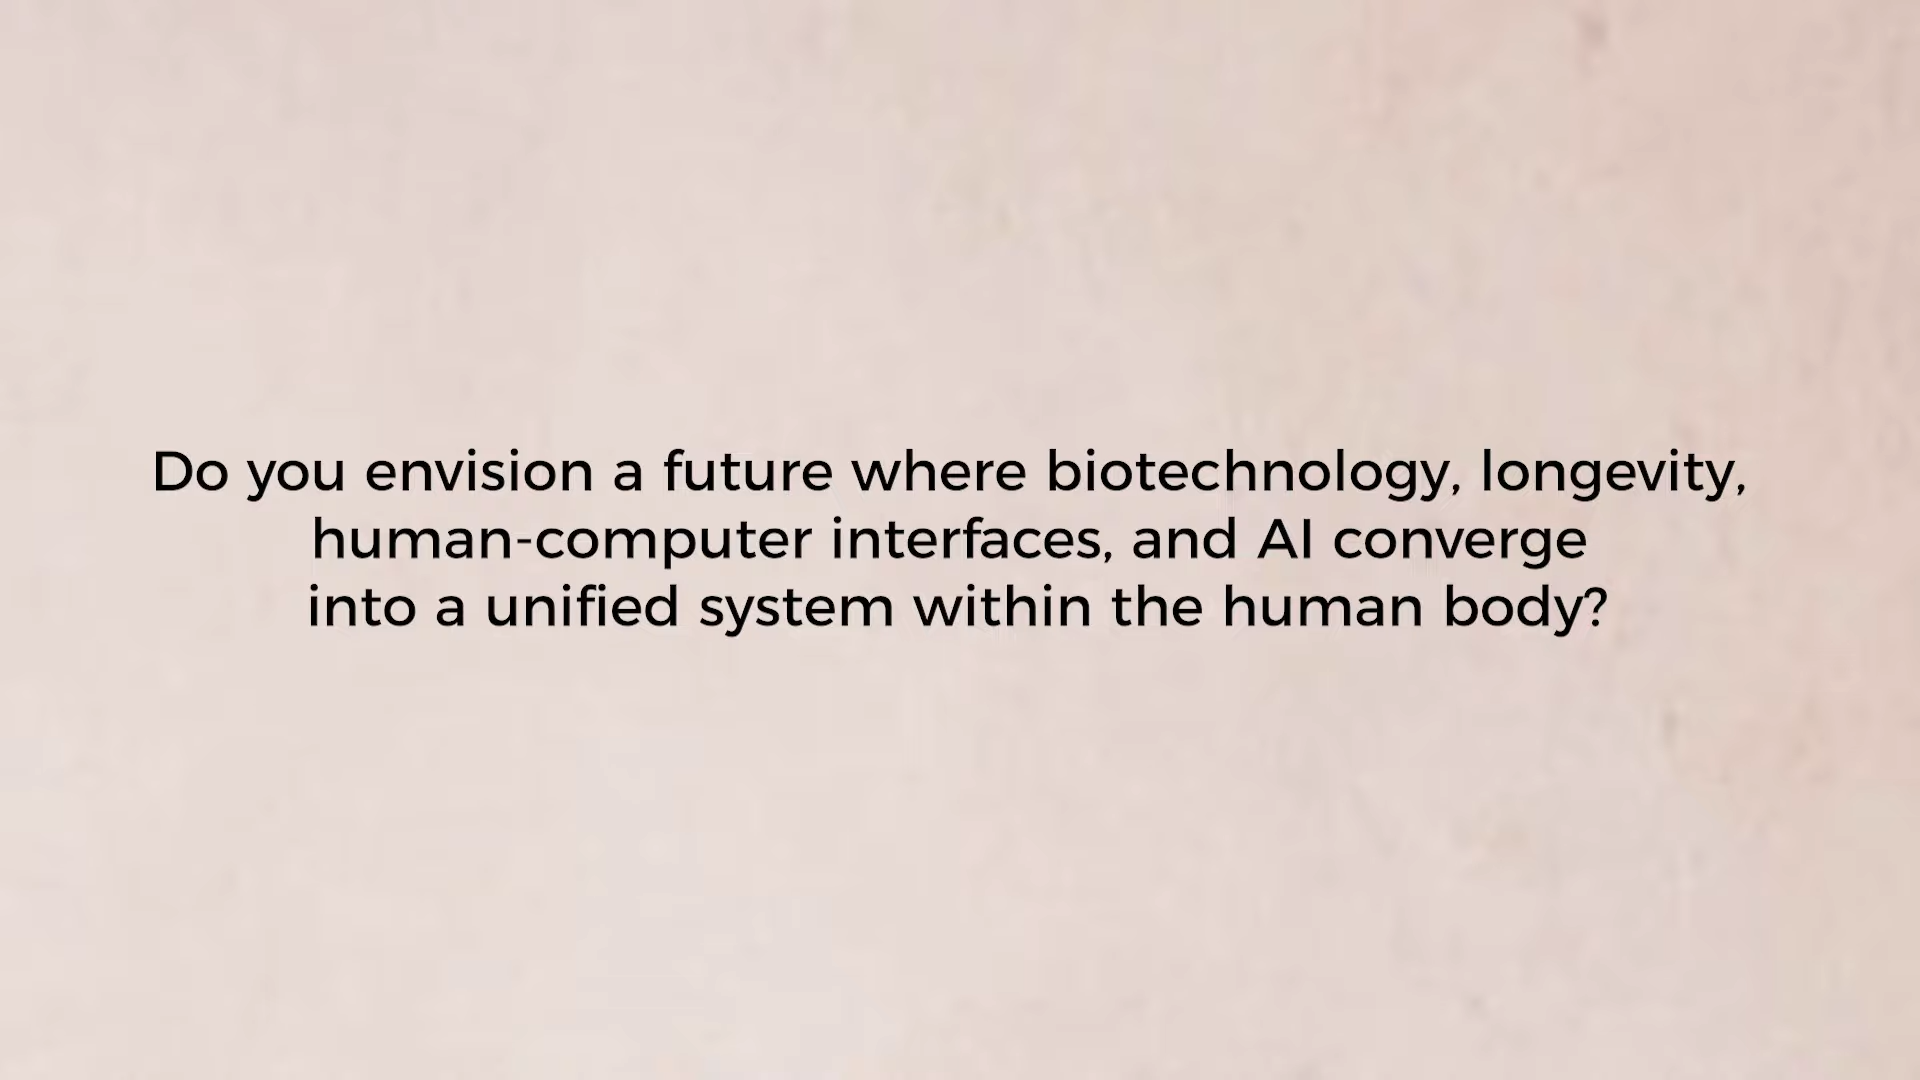 Do you envision a future where biotechnology, longevity,
human-computer interfaces, and AI converge
into a unified system within the human body?